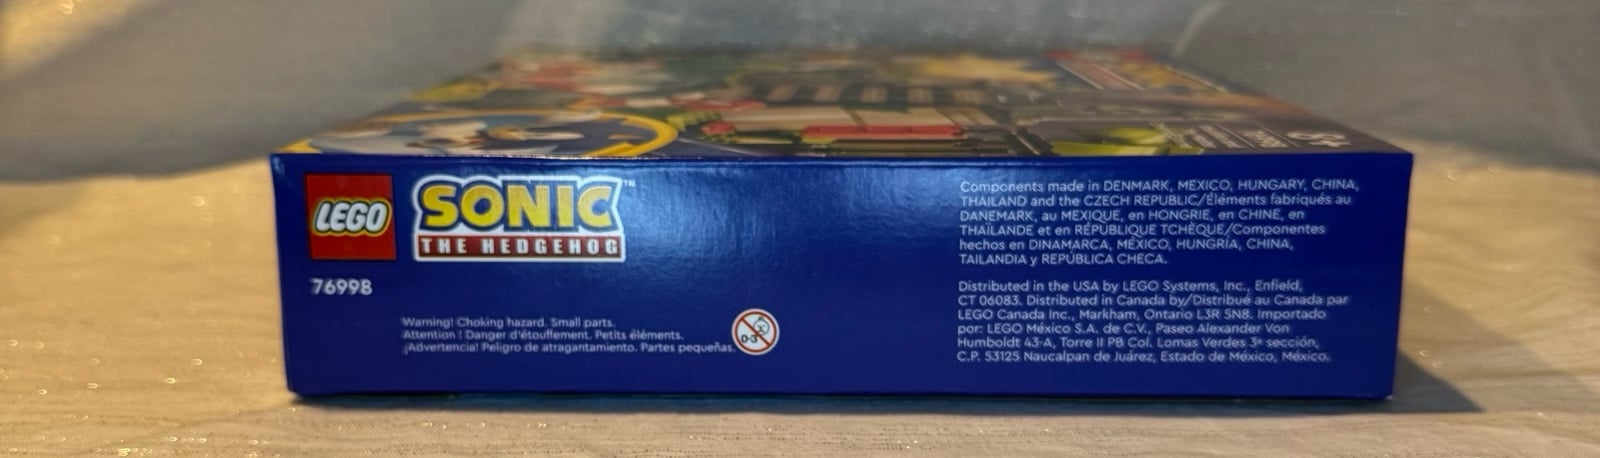 LEGO
SONIC™
THE HEDGEHOG
76998
Warning! Choking hazard. Small parts.
Attention ! Danger d'étouffement. Petits éléments.
¡Advertencia! Peligro de atragantamiento. Partes pequeñas.
0-3
Components made in DENMARK, MEXICO, HUNGARY, CHINA,
THAILAND and the CZECH REPUBLIC/Éléments fabriqués au
DANEMARK, au MEXIQUE, en HONGRIE, en CHINE, en
THAÏLANDE et en RÉPUBLIQUE TCHÈQUE/Componentes
hechos en DINAMARCA, MÉXICO, HUNGRÍA, CHINA,
TAILANDIA y REPÚBLICA CHECA.
Distributed in the USA by LEGO Systems, Inc., Enfield,
CT 06083. Distributed in Canada by/Distribué au Canada par
LEGO Canada Inc., Markham, Ontario L3R 5N8. Importado
por: LEGO México S.A. de C.V., Paseo Alexander Von
Humboldt 43-A, Torre II PB Col. Lomas Verdes 3ª sección,
C.P. 53125 Naucalpan de Juárez, Estado de México, México.